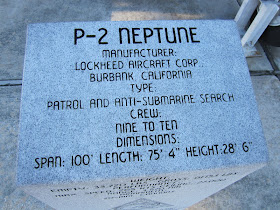 P-2 NEPTUNE
MANUFACTURER:
LOCKHEED AIRCRAFT CORP.
BURBANK, CALIFORNIA
TYPE:
PATROL AND ANTI-SUBMARINE SEARCH
CREW:
NINE TO TEN
DIMENSIONS:
SPAN: 100' LENGTH: 75' 4" HEIGHT: 28' 6"
WEIGHT: